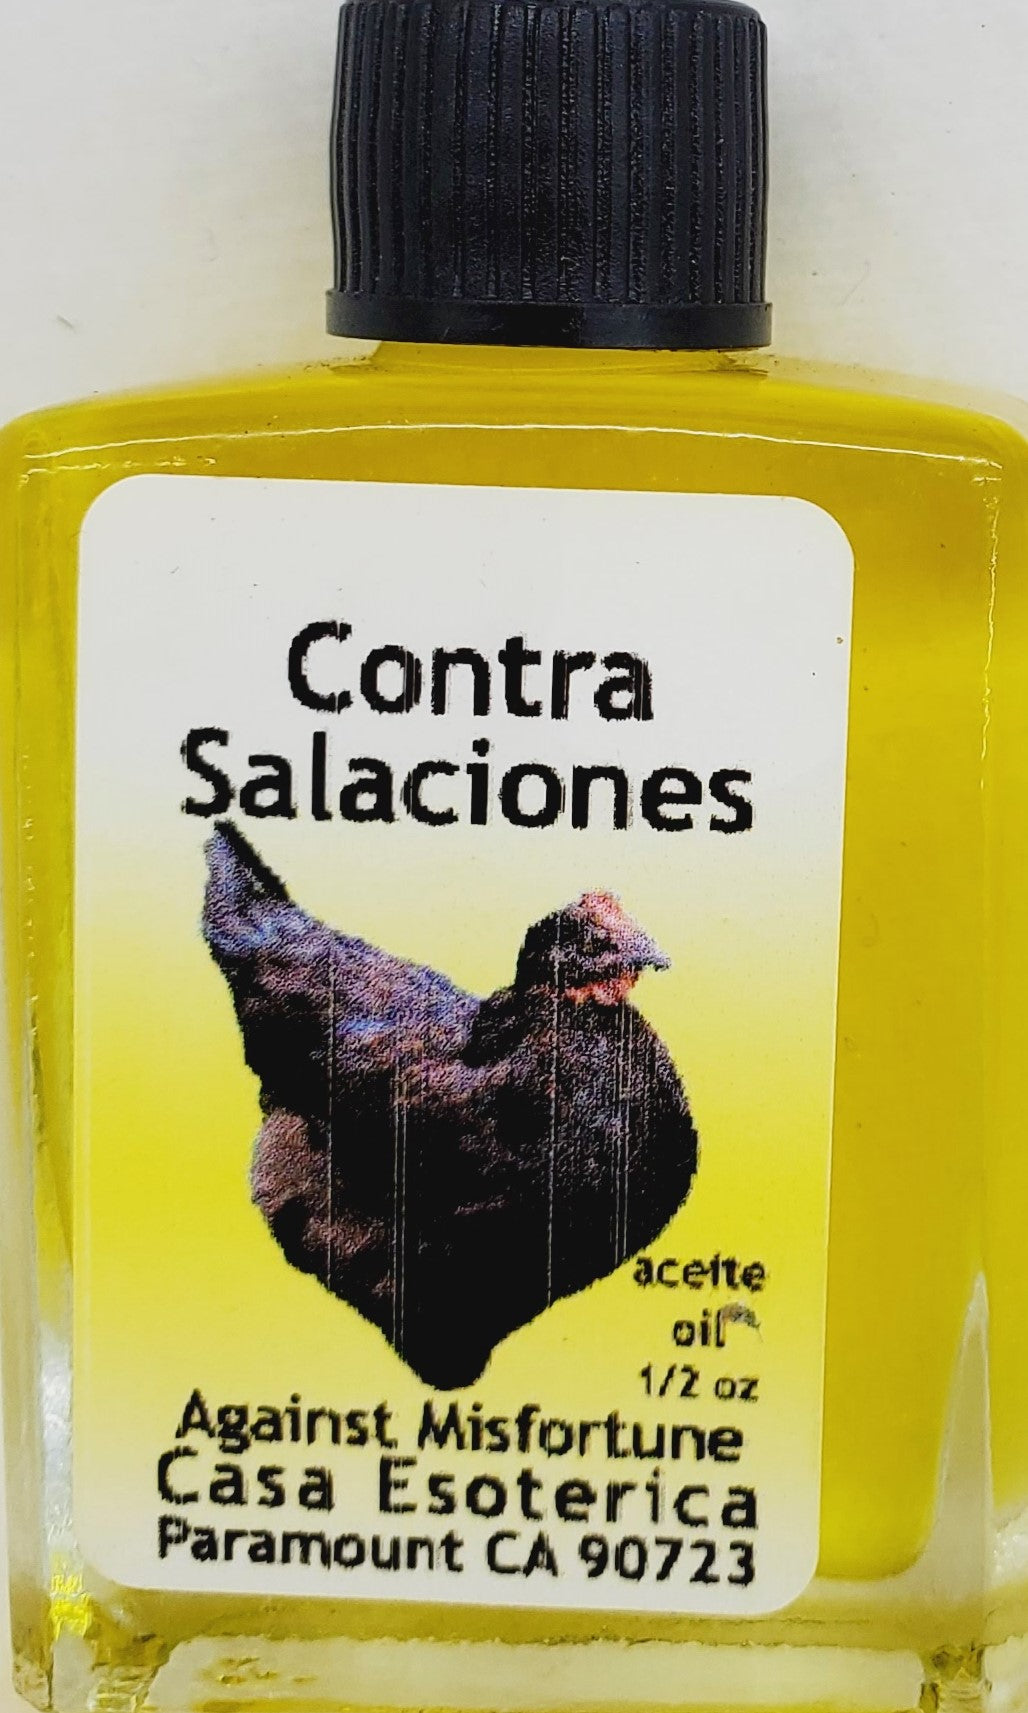 Contra
Salaciones
aceite
oil
1/2 oz
Against Misfortune
Casa Esoterica
Paramount CA 90723